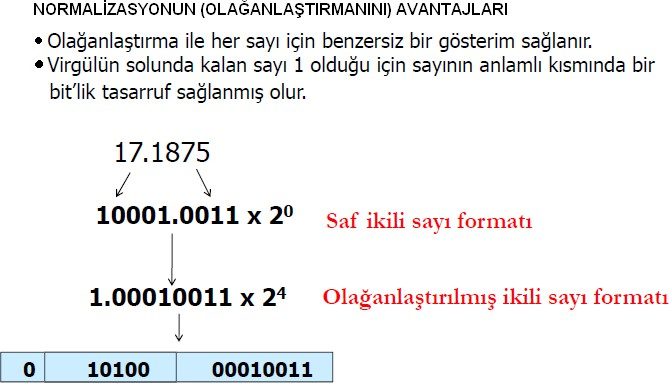 NORMALİZASYONUN (OLAĞANLAŞTIRMANINI) AVANTAJLARI
• Olağanlaştırma ile her sayı için benzersiz bir gösterim sağlanır.
• Virgülün solunda kalan sayı 1 olduğu için sayının anlamlı kısmında bir
bit'lik tasarruf sağlanmış olur.
17.1875
10001.0011 x 2⁰ Saf ikili sayı formatı
1.00010011 x 2⁴ Olağanlaştırılmış ikili sayı formatı
0 10100 00010011